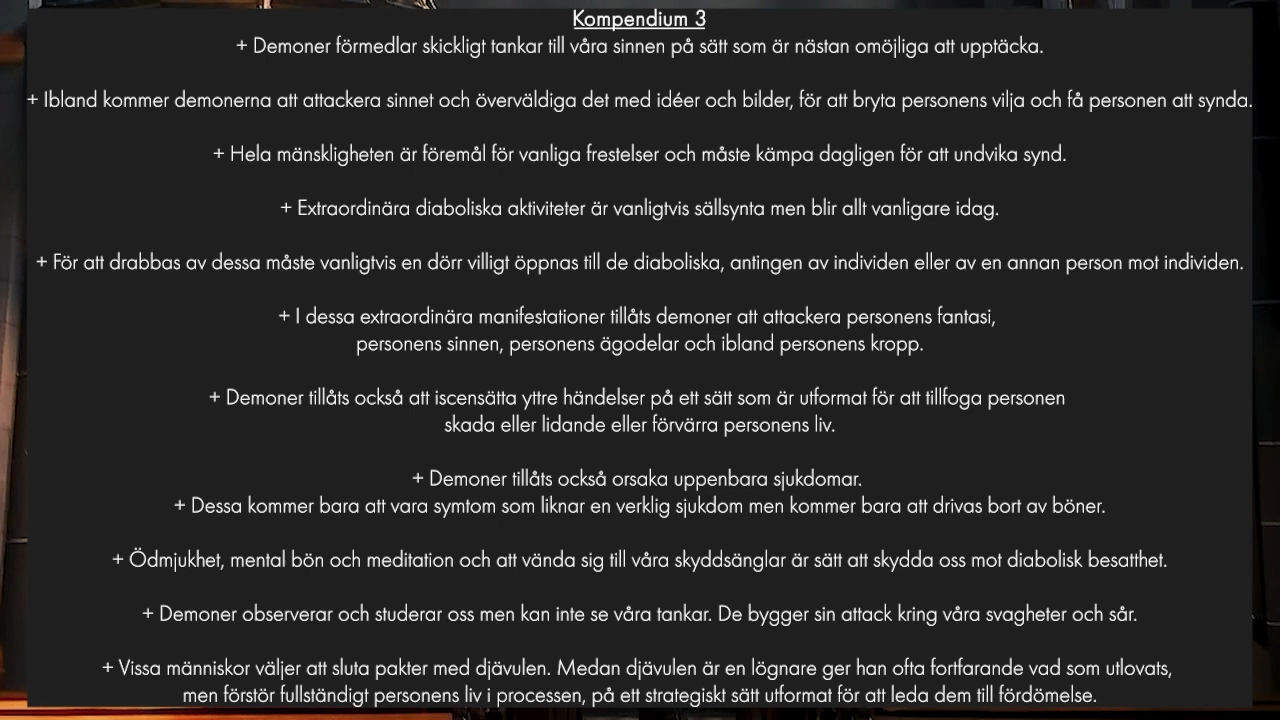 Kompendium 3
+ Demoner förmedlar skickligt tankar till våra sinnen på sätt som är nästan omöjliga att upptäcka.
+ Ibland kommer demonerna att attackera sinnet och överväldiga det med idéer och bilder, för att bryta personens vilja och få personen att synda.
+ Hela mänskligheten är föremål för vanliga frestelser och måste kämpa dagligen för att undvika synd.
+ Extraordinära diaboliska aktiviteter är vanligtvis sällsynta men blir allt vanligare idag.
+ För att drabbas av dessa måste vanligtvis en dörr villigt öppnas till de diaboliska, antingen av individen eller av en annan person mot individen.
+ I dessa extraordinära manifestationer tillåts demoner att attackera personens fantasi,
personens sinnen, personens ägodelar och ibland personens kropp.
+ Demoner tillåts också att iscensätta yttre händelser på ett sätt som är utformat för att tillfoga personen
skada eller lidande eller förvärra personens liv.
+ Demoner tillåts också orsaka uppenbara sjukdomar.
+ Dessa kommer bara att vara symtom som liknar en verklig sjukdom men kommer bara att drivas bort av böner.
+ Ödmjukhet, mental bön och meditation och att vända sig till våra skyddsänglar är sätt att skydda oss mot diabolisk besatthet.
+ Demoner observerar och studerar oss men kan inte se våra tankar. De bygger sin attack kring våra svagheter och sår.
+ Vissa människor väljer att sluta pakter med djävulen. Medan djävulen är en lögnare ger han ofta fortfarande vad som utlovats,
men förstör fullständigt personens liv i processen, på ett strategiskt sätt utformat för att leda dem till fördömelse.